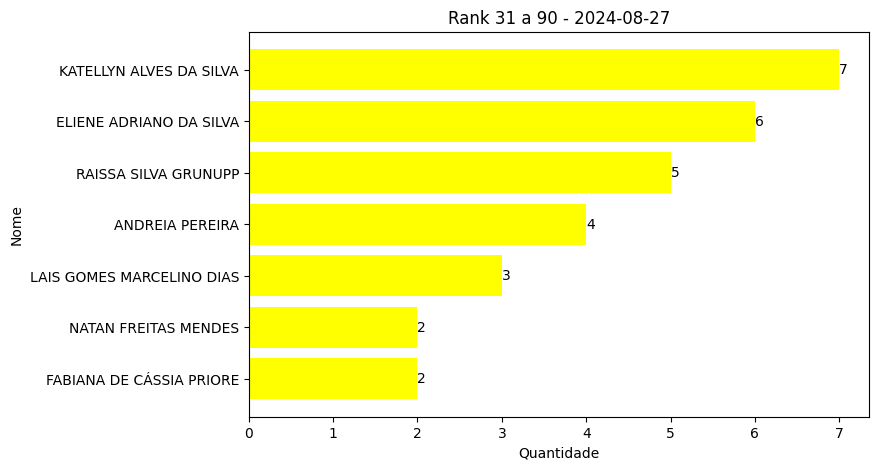 Rank 31 a 90 - 2024-08-27
Nome
KATELLYN ALVES DA SILVA 7
ELIENE ADRIANO DA SILVA 6
RAISSA SILVA GRUNUPP 5
ANDREIA PEREIRA 4
LAIS GOMES MARCELINO DIAS 3
NATAN FREITAS MENDES 2
FABIANA DE CÁSSIA PRIORE 2
0 1 2 3 4 5 6 7
Quantidade